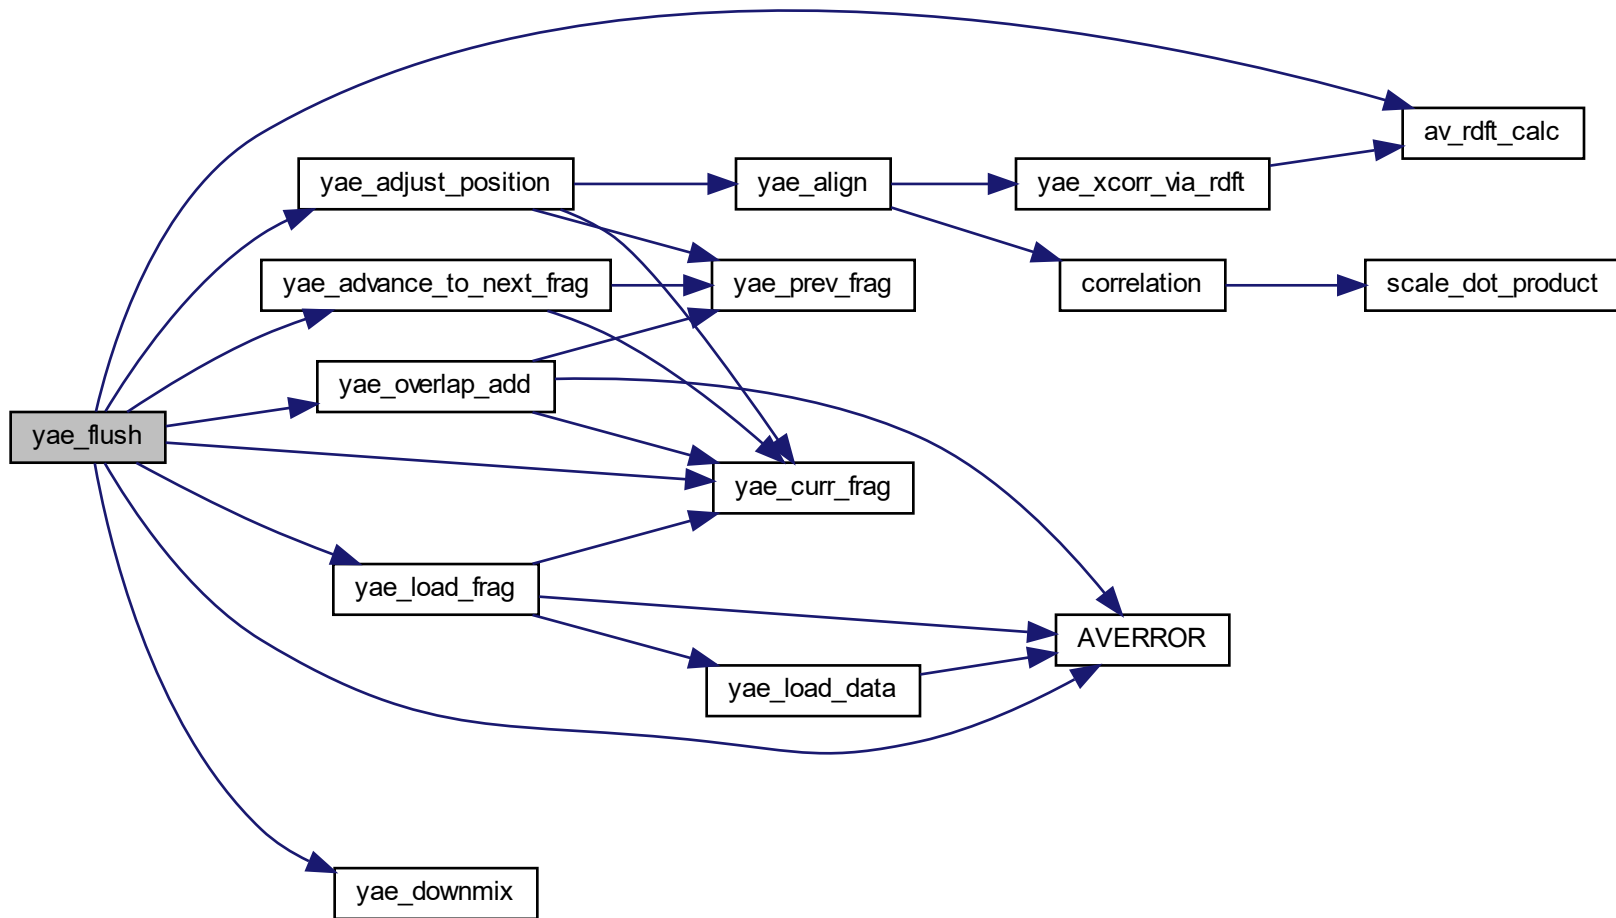 av_rdft_calc
yae_adjust_position
yae_align
yae_xcorr_via_rdft
yae_advance_to_next_frag
yae_prev_frag
correlation
scale_dot_product
yae_overlap_add
yae_flush
yae_curr_frag
yae_load_frag
AVERROR
yae_load_data
yae_downmix